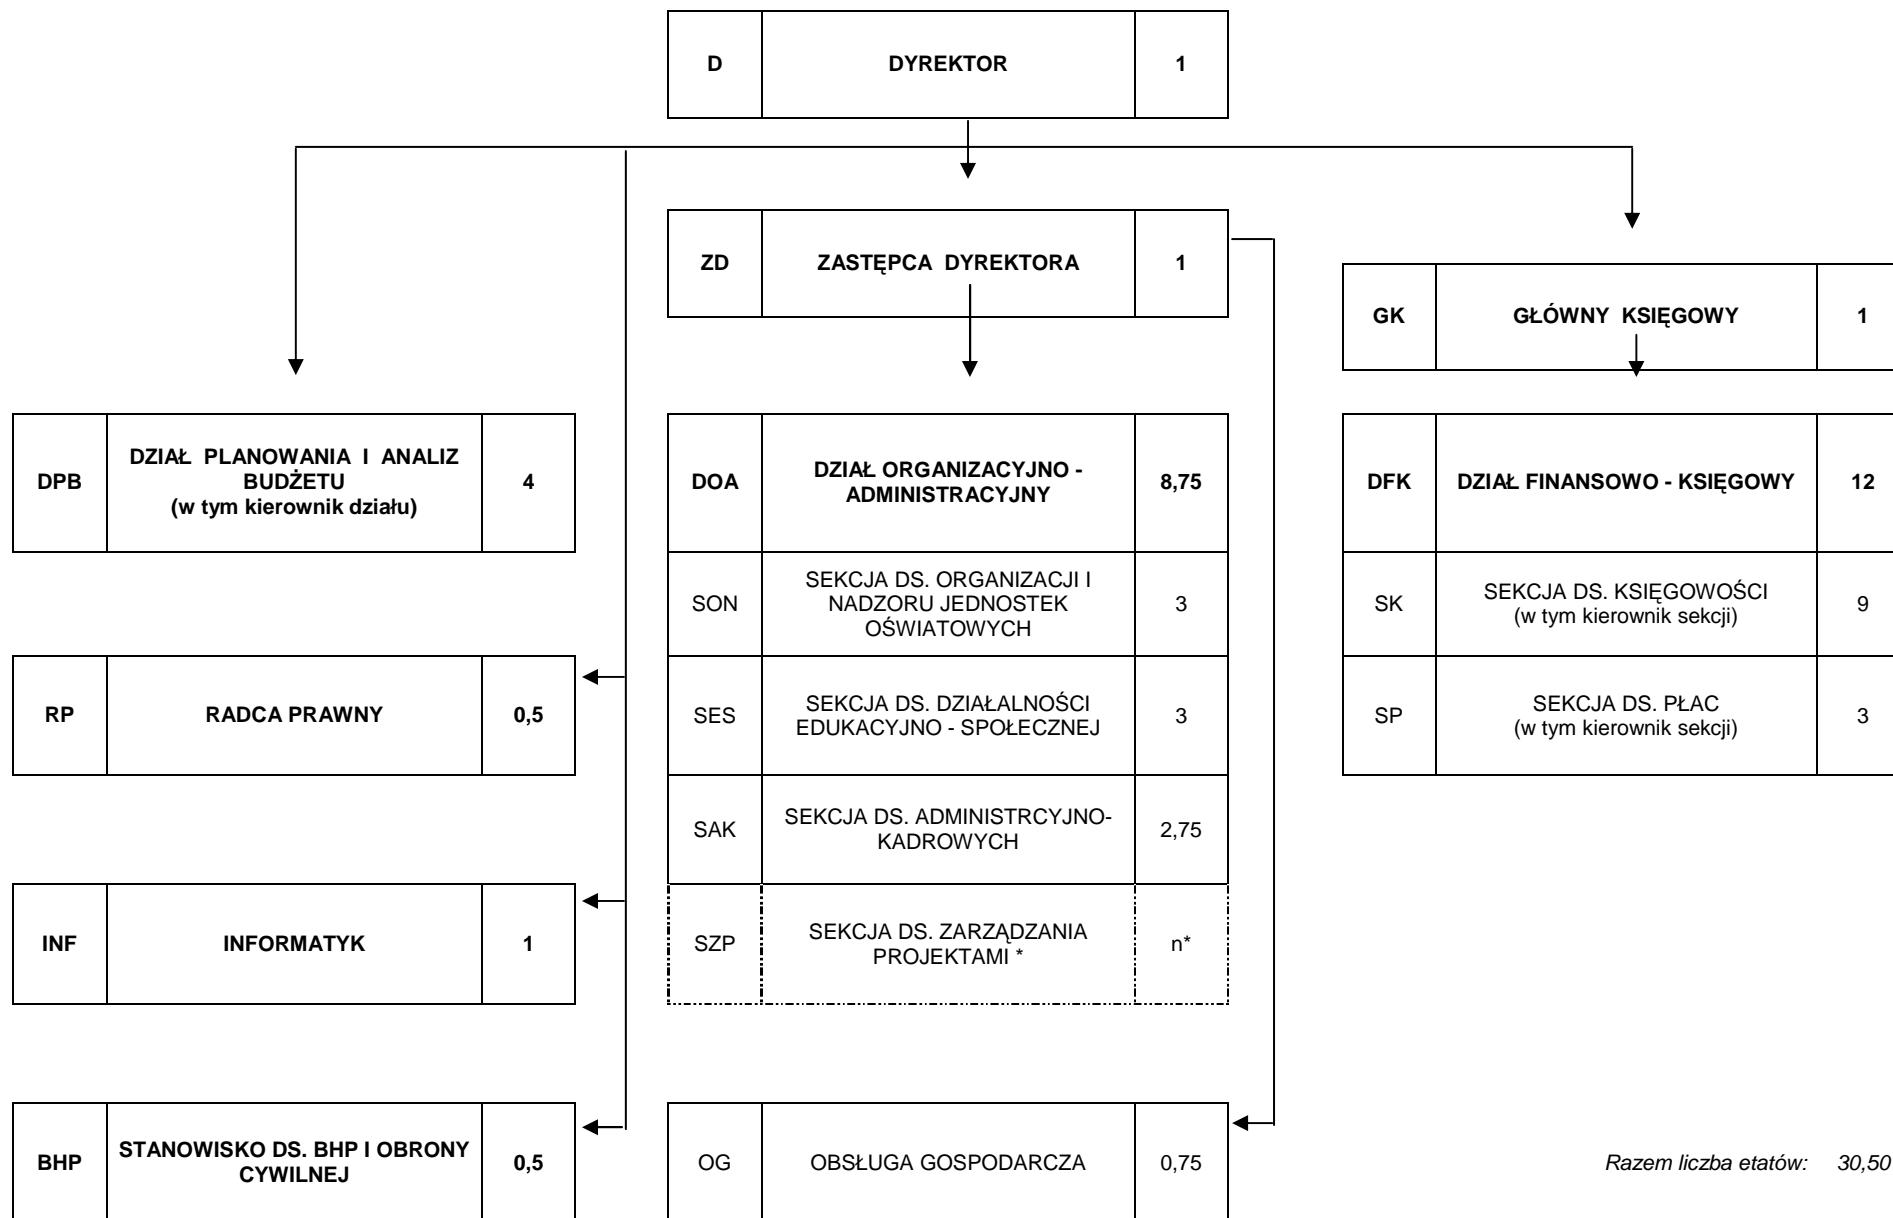 D DYREKTOR 1
ZD ZASTĘPCA DYREKTORA 1
GK GŁÓWNY KSIĘGOWY 1
DPB DZIAŁ PLANOWANIA I ANALIZ
BUDŻETU
(w tym kierownik działu) 4
RP RADCA PRAWNY 0,5
INF INFORMATYK 1
BHP STANOWISKO DS. BHP I OBRONY
CYWILNEJ 0,5
DOA DZIAŁ ORGANIZACYJNO -
ADMINISTRACYJNY 8,75
SON SEKCJA DS. ORGANIZACJI I
NADZORU JEDNOSTEK
OŚWIATOWYCH 3
SES SEKCJA DS. DZIAŁALNOŚCI
EDUKACYJNO - SPOŁECZNEJ 3
SAK SEKCJA DS. ADMINISTRCYJNO-
KADROWYCH 2,75
SZP SEKCJA DS. ZARZĄDZANIA
PROJEKTAMI * n*
OG OBSŁUGA GOSPODARCZA 0,75
DFK DZIAŁ FINANSOWO - KSIĘGOWY 12
SK SEKCJA DS. KSIĘGOWOŚCI
(w tym kierownik sekcji) 9
SP SEKCJA DS. PŁAC
(w tym kierownik sekcji) 3
Razem liczba etatów: 30,50